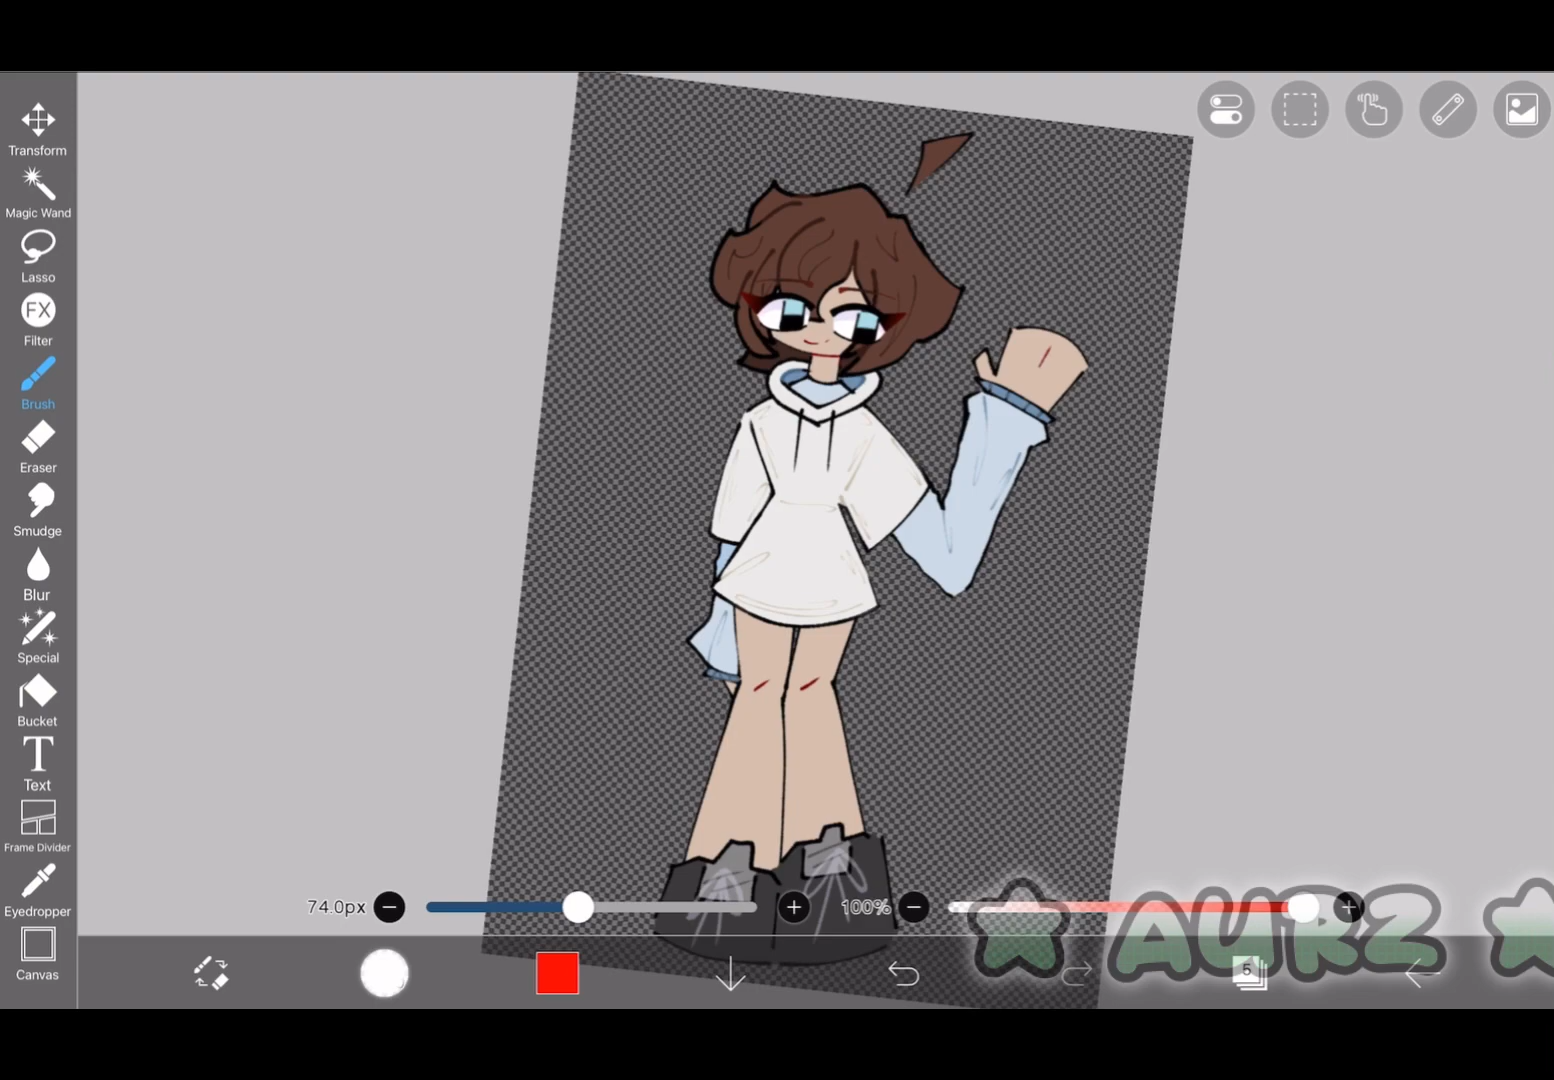 Transform
Magic Wand
Lasso
FX
Filter
Brush
Eraser
Smudge
Blur
Special
Bucket
T
Text
Frame Divider
Eyedropper
Canvas
74.0px
100%
5
AURZ